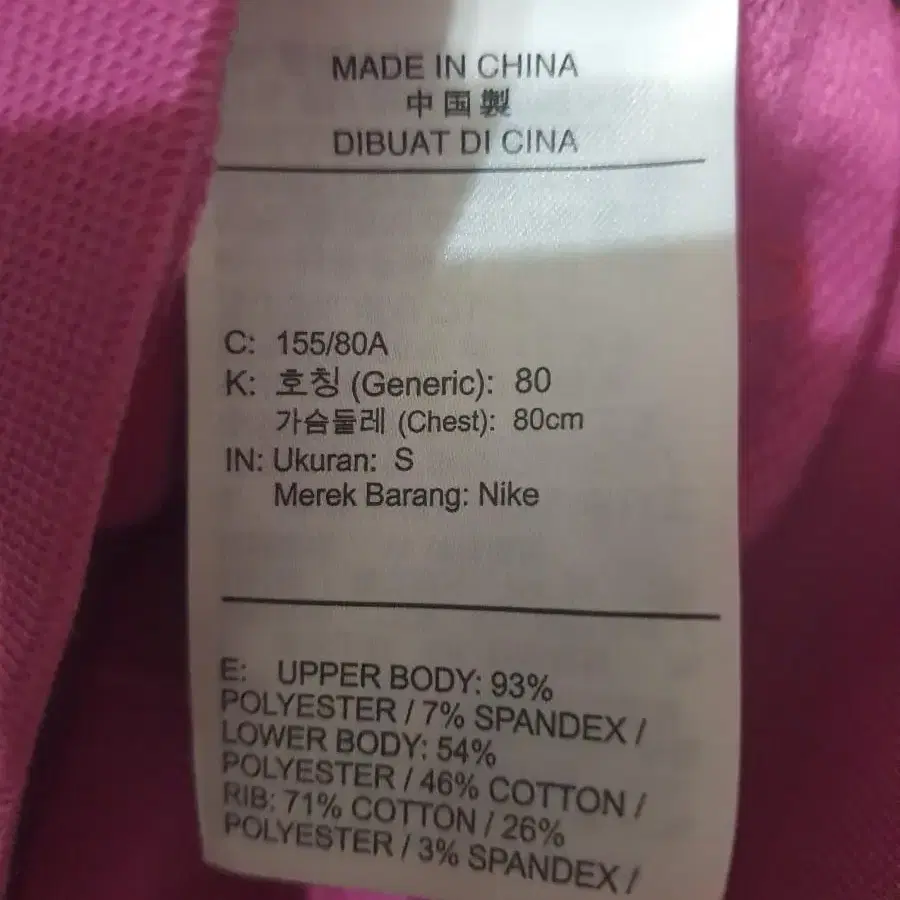 MADE IN CHINA
中国製
DIBUAT DI CINA
C: 155/80A
K: 호칭 (Generic): 80
가슴둘레 (Chest): 80cm
IN: Ukuran: S
Merek Barang: Nike
E: UPPER BODY: 93%
POLYESTER / 7% SPANDEX /
LOWER BODY: 54%
POLYESTER / 46% COTTON /
RIB: 71% COTTON / 26%
POLYESTER / 3% SPANDEX /